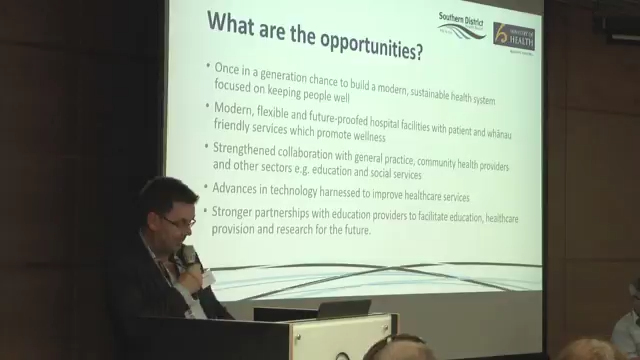 What are the opportunities?
Southern District
MINISTRY OF
HEALTH
• Once in a generation chance to build a modern, sustainable health system
focused on keeping people well
• Modern, flexible and future-proofed hospital facilities with patient and whānau
friendly services which promote wellness
• Strengthened collaboration with general practice, community health providers
and other sectors e.g. education and social services
• Advances in technology harnessed to improve healthcare services
• Stronger partnerships with education providers to facilitate education, healthcare
provision and research for the future.